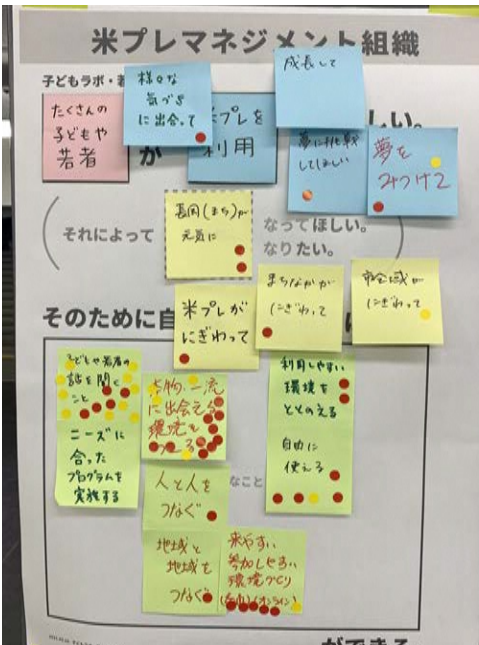 米プレマネジメント組織
子どもラボ・若
たくさんの
子どもや
若者
が
様々な
気づき
に出会って
米プレを
利用
成長して
しい。
夢に挑戦
してほしい
夢を
みつけて
それによって
長岡(まち)が
元気に
なってほしい。
なりたい。
米プレが
にぎわって
まちなかが
にぎわって
市全域が
にぎわって
そのために自
子どもや若者の
話を聞く
こと
ニーズに
合った
プログラムを
実施する
本物・一流
に出会える
環境を
人と人を
つなぐ
なこと
地域と
地域を
つなぐ
利用しやすい
環境を
ととのえる
自由に
使える
来やすい
参加しやすい
環境づくり
ができる